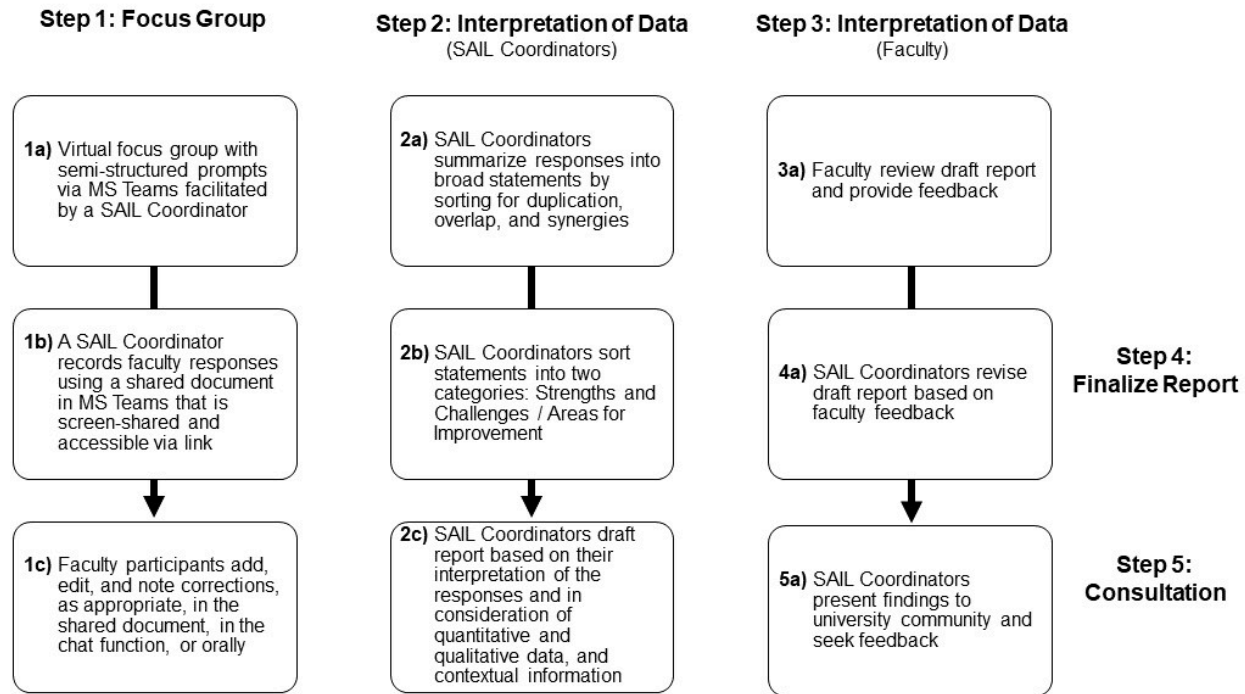 Step 1: Focus Group
1a) Virtual focus group with
semi-structured prompts
via MS Teams facilitated
by a SAIL Coordinator
1b) A SAIL Coordinator
records faculty responses
using a shared document
in MS Teams that is
screen-shared and
accessible via link
1c) Faculty participants add,
edit, and note corrections,
as appropriate, in the
shared document, in the
chat function, or orally
Step 2: Interpretation of Data
(SAIL Coordinators)
2a) SAIL Coordinators
summarize responses into
broad statements by
sorting for duplication,
overlap, and synergies
2b) SAIL Coordinators sort
statements into two
categories: Strengths and
Challenges / Areas for
Improvement
2c) SAIL Coordinators draft
report based on their
interpretation of the
responses and in
consideration of
quantitative and
qualitative data, and
contextual information
Step 3: Interpretation of Data
(Faculty)
3a) Faculty review draft report
and provide feedback
Step 4:
Finalize Report
4a) SAIL Coordinators revise
draft report based on
faculty feedback
Step 5:
Consultation
5a) SAIL Coordinators
present findings to
university community and
seek feedback